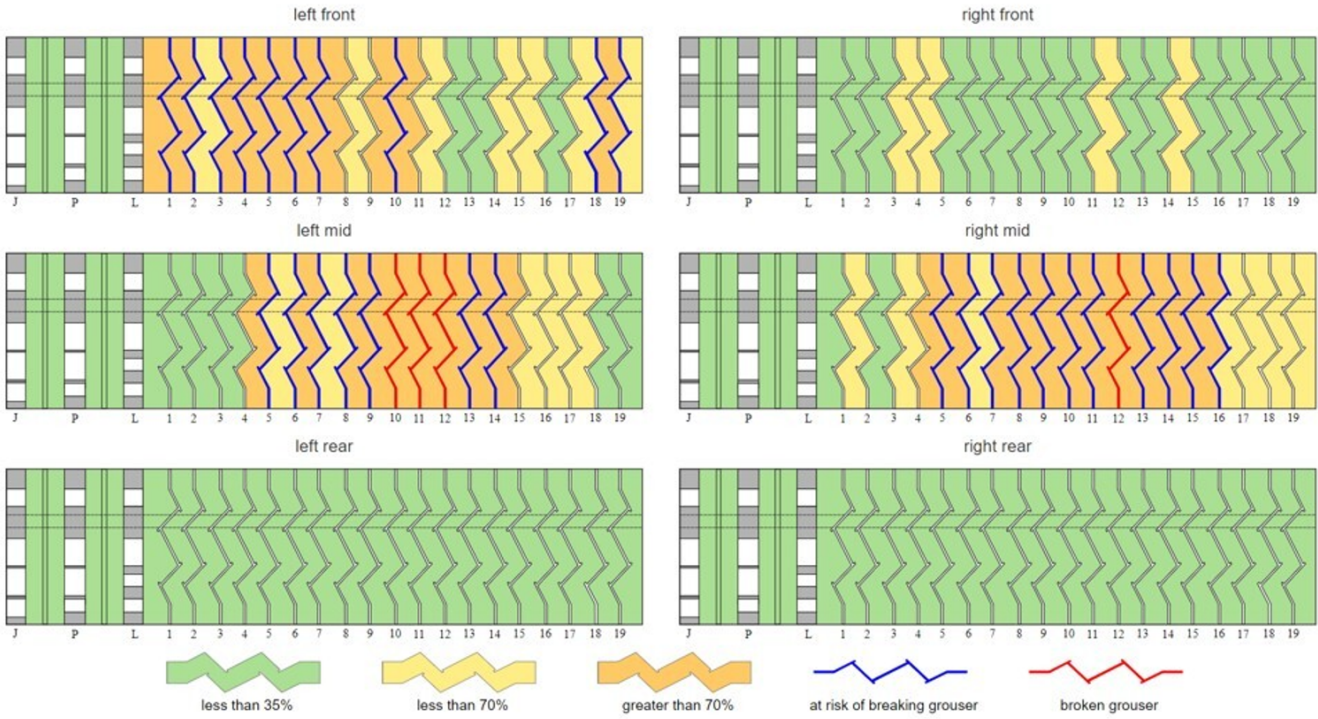 left front
right front
J P L 1 2 3 4 5 6 7 8 9 10 11 12 13 14 15 16 17 18 19
J P L 1 2 3 4 5 6 7 8 9 10 11 12 13 14 15 16 17 18 19
left mid
right mid
J P L 1 2 3 4 5 6 7 8 9 10 11 12 13 14 15 16 17 18 19
J P L 1 2 3 4 5 6 7 8 9 10 11 12 13 14 15 16 17 18 19
left rear
right rear
J P L 1 2 3 4 5 6 7 8 9 10 11 12 13 14 15 16 17 18 19
J P L 1 2 3 4 5 6 7 8 9 10 11 12 13 14 15 16 17 18 19
less than 35%
less than 70%
greater than 70%
at risk of breaking grouser
broken grouser